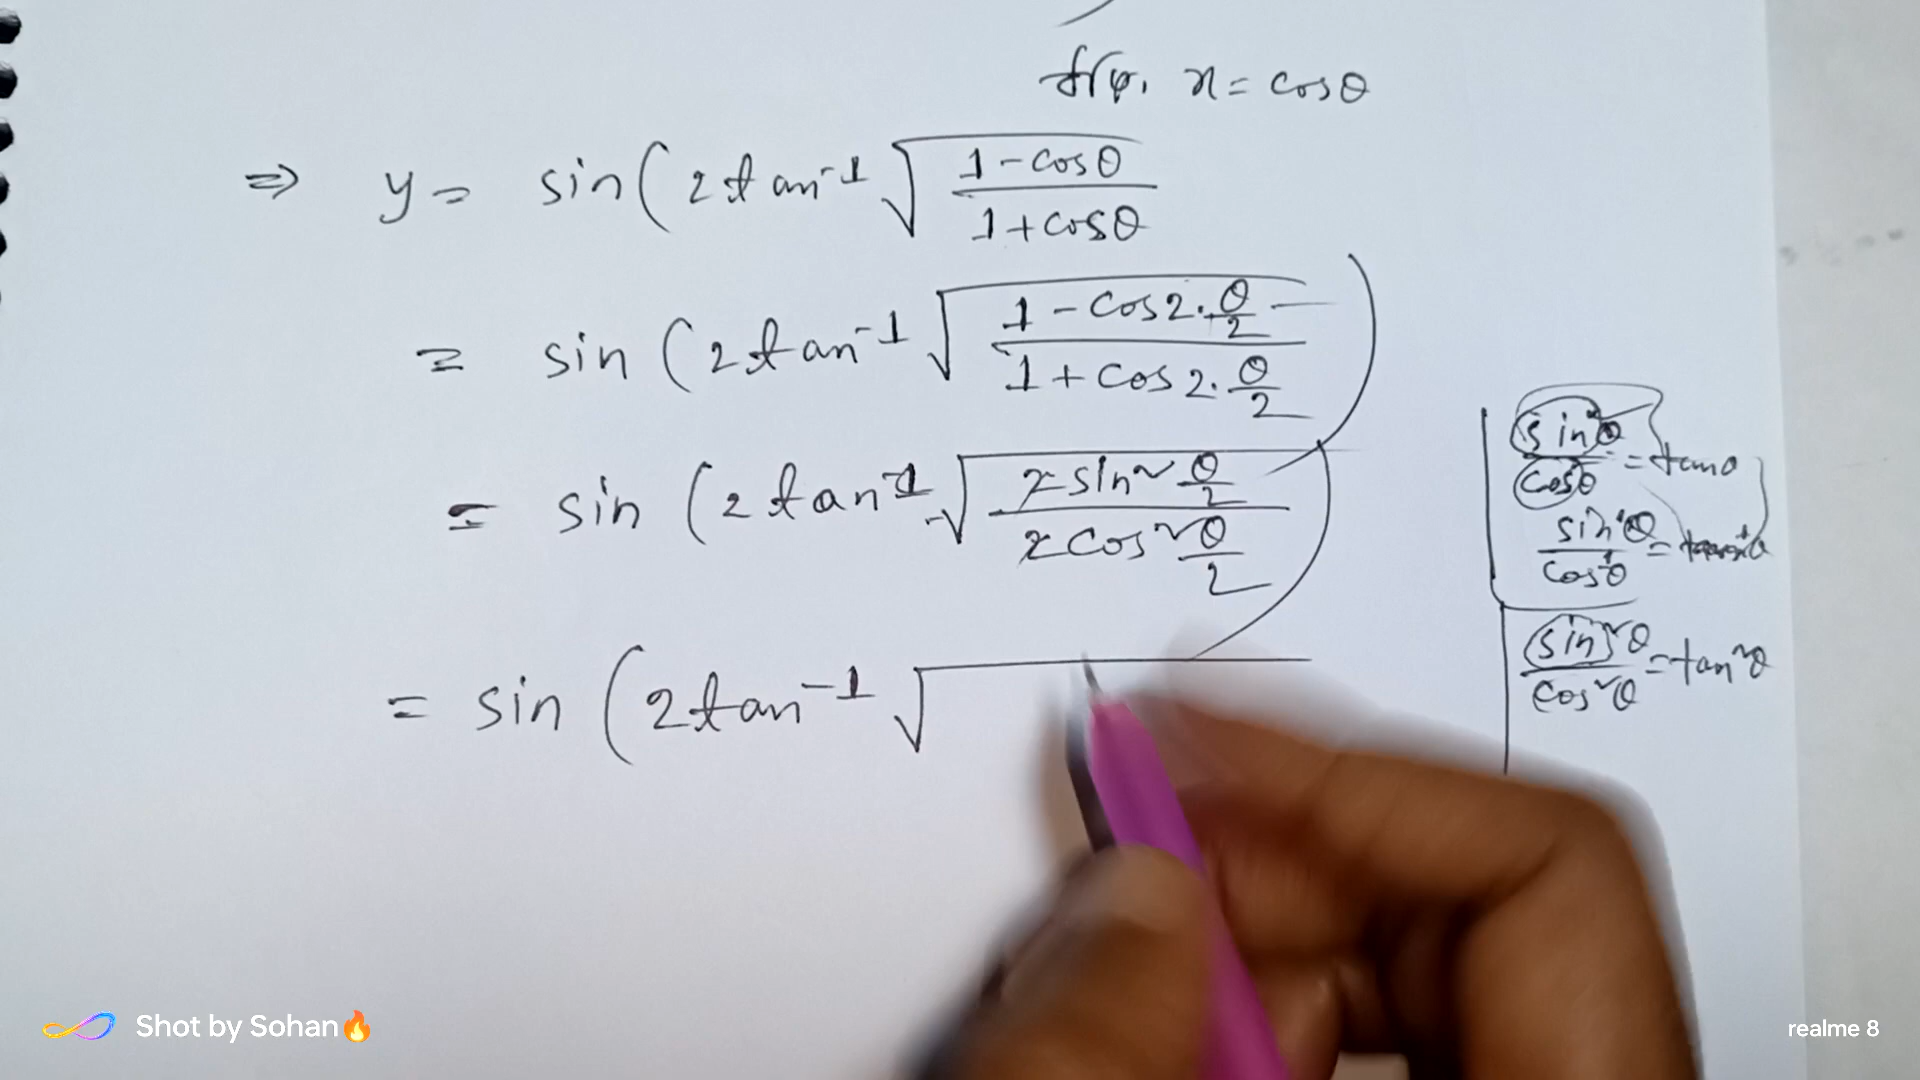 ধরি, x = cosθ
⇒ y = sin(2tan⁻¹√((1-cosθ)/(1+cosθ))
= sin(2tan⁻¹√((1-cos2·θ/2)/(1+cos2·θ/2)))
= sin(2tan⁻¹√((2sin²θ/2)/(2cos²θ/2)))
= sin(2tan⁻¹√
sinθ/cosθ = tanθ
sin²θ/cos²θ = tan²θ
Shot by Sohan🔥
realme 8